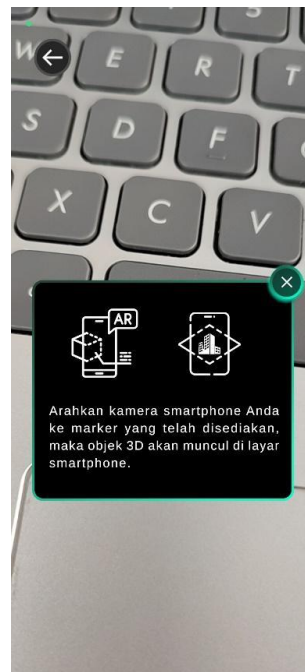 W E R T
S D F
X C V
AR
Arahkan kamera smartphone Anda
ke marker yang telah disediakan,
maka objek 3D akan muncul di layar
smartphone.